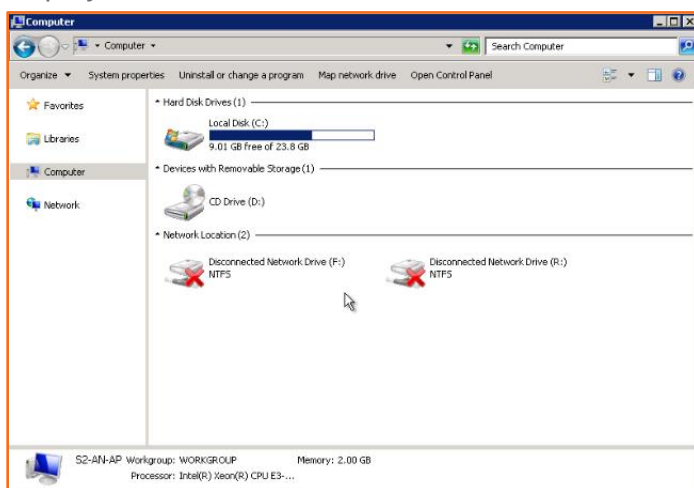 Computer
Computer
Search Computer
Organize System properties Uninstall or change a program Map network drive Open Control Panel
Favorites
Libraries
Computer
Network
Hard Disk Drives (1)
Local Disk (C:)
9.01 GB free of 23.8 GB
Devices with Removable Storage (1)
CD Drive (D:)
Network Location (2)
Disconnected Network Drive (F:)
NTFS
Disconnected Network Drive (R:)
NTFS
S2-AN-AP Workgroup: WORKGROUP Memory: 2.00 GB
Processor: Intel(R) Xeon(R) CPU E3-...